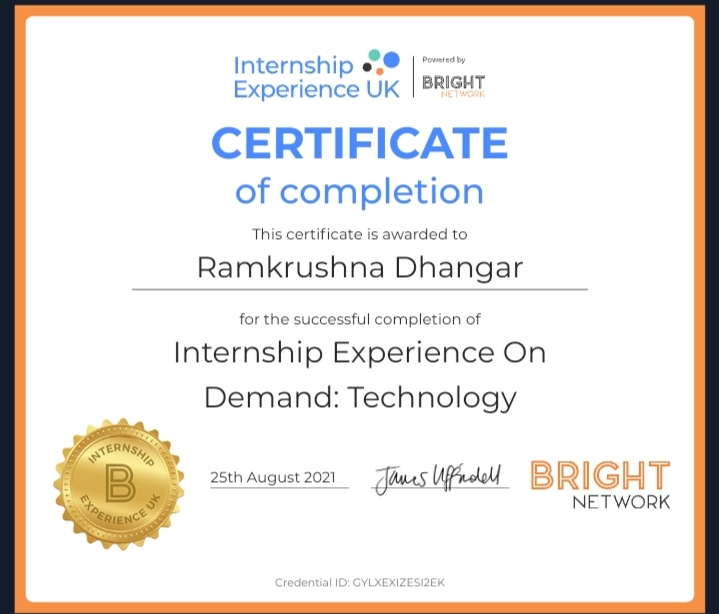 Internship
Experience UK
Powered by
BRIGHT
NETWORK
CERTIFICATE
of completion
This certificate is awarded to
Ramkrushna Dhangar
for the successful completion of
Internship Experience On
Demand: Technology
INTERNSHIP
B
EXPERIENCE UK
25th August 2021
James Uffindell
BRIGHT
NETWORK
Credential ID: GYLXEXIZESI2EK